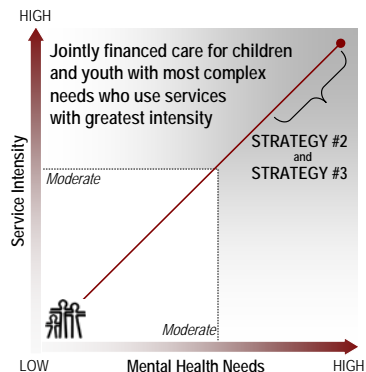 HIGH
Jointly financed care for children
and youth with most complex
needs who use services
with greatest intensity
STRATEGY #2
and
STRATEGY #3
Service Intensity
Moderate
Moderate
LOW
Mental Health Needs
HIGH